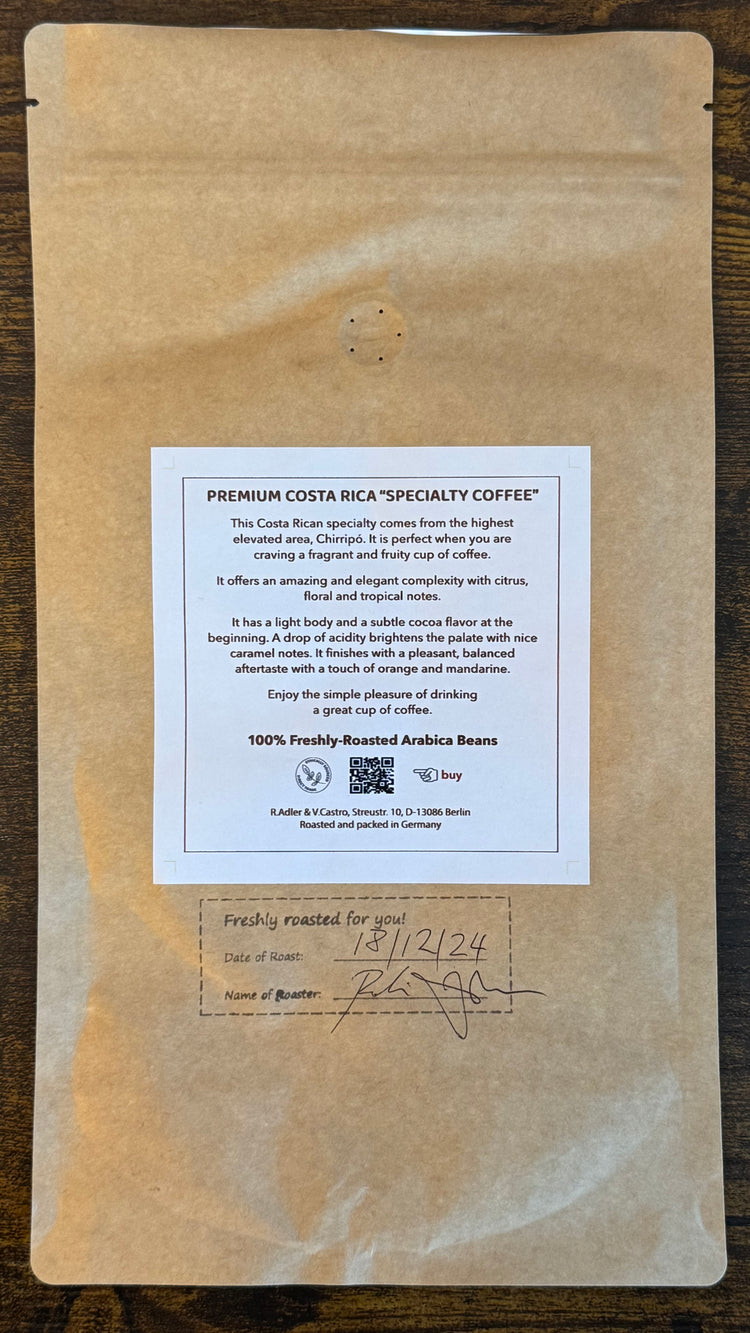 PREMIUM COSTA RICA "SPECIALTY COFFEE"
This Costa Rican specialty comes from the highest
elevated area, Chirripó. It is perfect when you are
craving a fragrant and fruity cup of coffee.
It offers an amazing and elegant complexity with citrus,
floral and tropical notes.
It has a light body and a subtle cocoa flavor at the
beginning. A drop of acidity brightens the palate with nice
caramel notes. It finishes with a pleasant, balanced
aftertaste with a touch of orange and mandarine.
Enjoy the simple pleasure of drinking
a great cup of coffee.
100% Freshly-Roasted Arabica Beans
buy
R.Adler & V.Castro, Streustr. 10, D-13086 Berlin
Roasted and packed in Germany
Freshly roasted for you!
Date of Roast: 18/12/24
Name of Roaster: